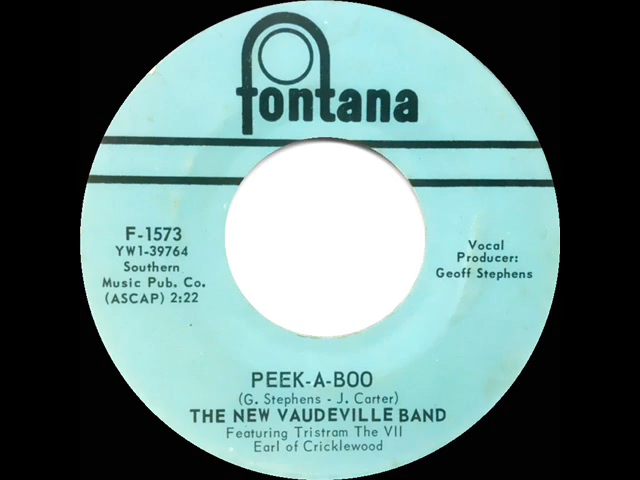 fontana
F-1573
YW1-39764
Southern
Music Pub. Co.
(ASCAP) 2:22
Vocal
Producer:
Geoff Stephens
PEEK-A-BOO
(G. Stephens - J. Carter)
THE NEW VAUDEVILLE BAND
Featuring Tristram The VII
Earl of Cricklewood